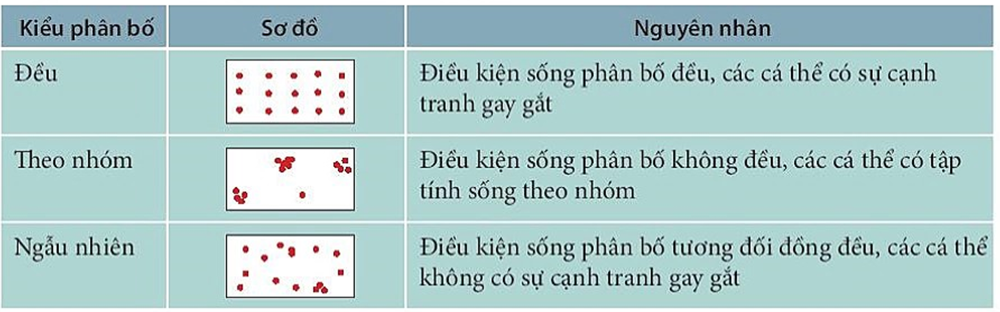 Kiểu phân bố
Sơ đồ
Nguyên nhân
Đều
Điều kiện sống phân bố đều, các cá thể có sự cạnh
tranh gay gắt
Theo nhóm
Điều kiện sống phân bố không đều, các cá thể có tập
tính sống theo nhóm
Ngẫu nhiên
Điều kiện sống phân bố tương đối đồng đều, các cá thể
không có sự cạnh tranh gay gắt